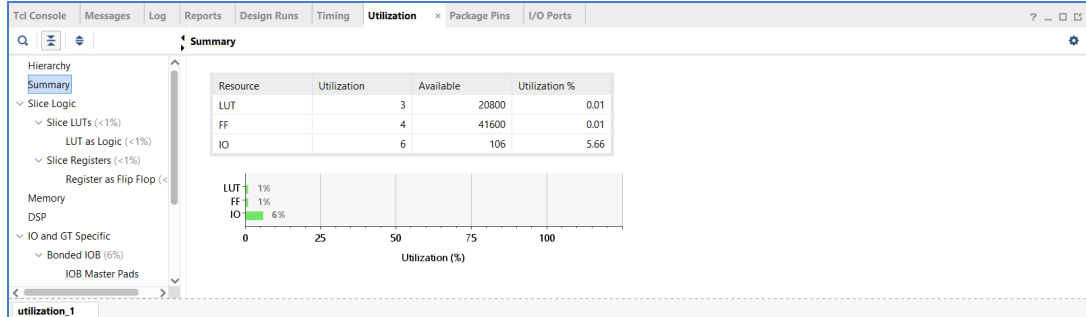 Tcl Console Messages Log Reports Design Runs Timing Utilization × Package Pins I/O Ports ?
Summary
Hierarchy
Summary
Slice Logic
Slice LUTs (<1%)
LUT as Logic (<1%)
Slice Registers (<1%)
Register as Flip Flop (<
Memory
DSP
IO and GT Specific
Bonded IOB (6%)
IOB Master Pads
Resource Utilization Available Utilization %
LUT 3 20800 0.01
FF 4 41600 0.01
IO 6 106 5.66
LUT 1%
FF 1%
IO 6%
0 25 50 75 100
Utilization (%)
utilization_1